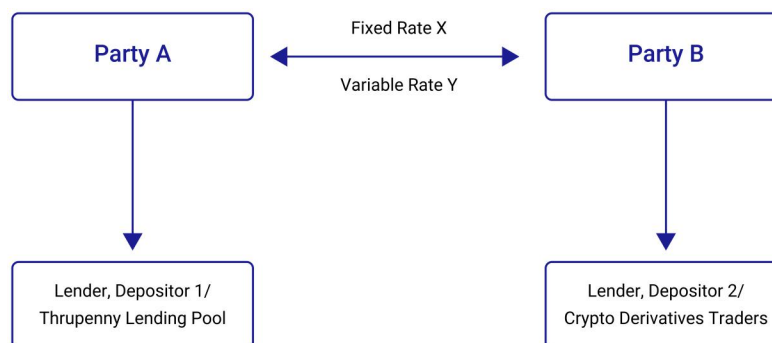 Party A
Fixed Rate X
Variable Rate Y
Party B
Lender, Depositor 1/
Thrupenny Lending Pool
Lender, Depositor 2/
Crypto Derivatives Traders